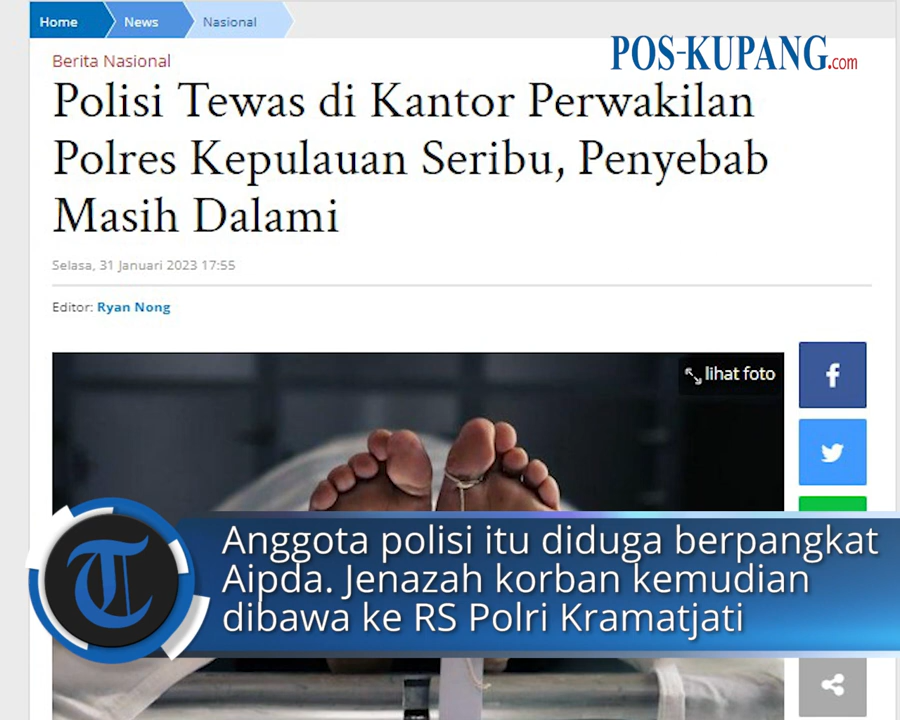 Home News Nasional
POS-KUPANG.com
Berita Nasional
Polisi Tewas di Kantor Perwakilan
Polres Kepulauan Seribu, Penyebab
Masih Dalami
Selasa, 31 Januari 2023 17:55
Editor: Ryan Nong
lihat foto
Anggota polisi itu diduga berpangkat
Aipda. Jenazah korban kemudian
dibawa ke RS Polri Kramatjati